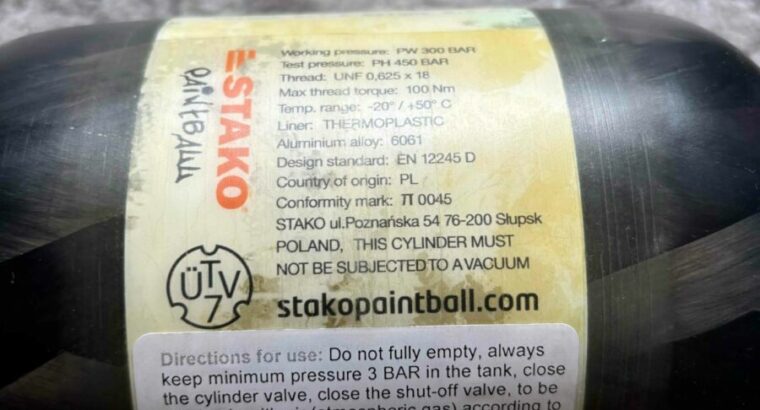 STAKO
PAINTBALL
Working pressure: PW 300 BAR
Test pressure: PH 450 BAR
Thread: UNF 0,625 x 18
Max thread torque: 100 Nm
Temp. range: -20° / +50° C
Liner: THERMOPLASTIC
Aluminium alloy: 6061
Design standard: EN 12245 D
Country of origin: PL
Conformity mark: π 0045
STAKO ul.Poznańska 54 76-200 Słupsk
POLAND, THIS CYLINDER MUST
NOT BE SUBJECTED TO A VACUUM
ÜTV
7
stakopaintball.com
Directions for use: Do not fully empty, always
keep minimum pressure 3 BAR in the tank, close
the cylinder valve, close the shut-off valve, to be
(atmospheric gas) according to